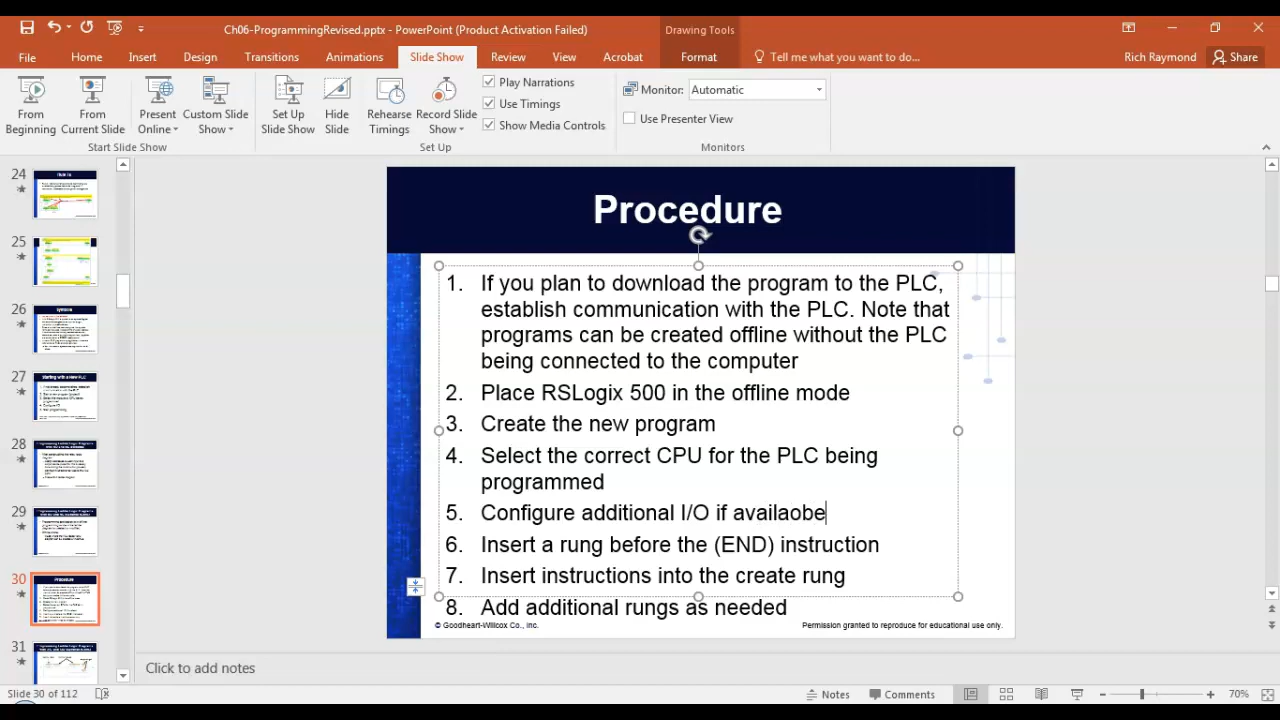 Ch06-ProgrammingRevised.pptx - PowerPoint (Product Activation Failed)
Drawing Tools
File Home Insert Design Transitions Animations Slide Show Review View Acrobat Format Tell me what you want to do... Rich Raymond Share
From Beginning
From Current Slide
Present Online
Custom Slide Show
Set Up Slide Show
Hide Slide
Rehearse Timings
Record Slide Show
Play Narrations
Use Timings
Show Media Controls
Monitor: Automatic
Use Presenter View
Start Slide Show
Set Up
Monitors
24
25
26
27
28
29
30
31
Procedure
1. If you plan to download the program to the PLC,
establish communication with the PLC. Note that
programs can be created offline without the PLC
being connected to the computer
2. Place RSLogix 500 in the offline mode
3. Create the new program
4. Select the correct CPU for the PLC being
programmed
5. Configure additional I/O if availaobe
6. Insert a rung before the (END) instruction
7. Insert instructions into the create rung
8. Add additional rungs as needed
© Goodheart-Willcox Co., Inc.
Permission granted to reproduce for educational use only.
Click to add notes
Slide 30 of 112
Notes
Comments
70%